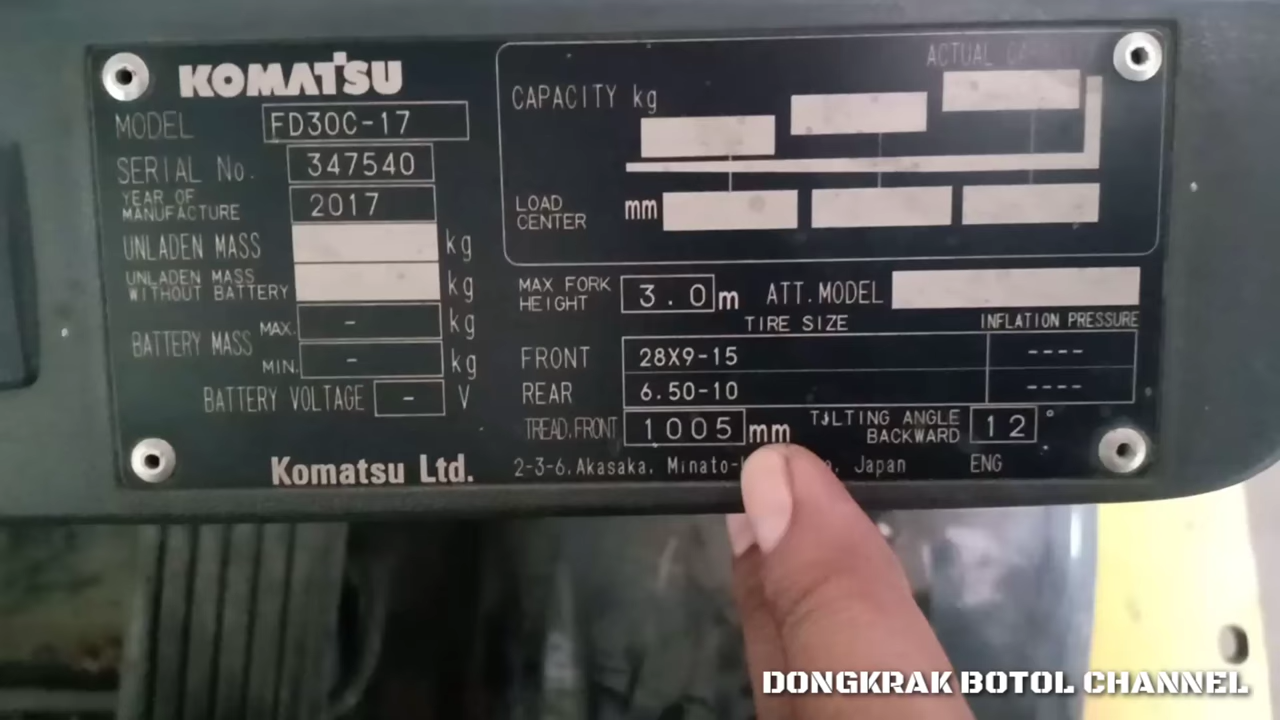 KOMATSU
MODEL FD30C-17
SERIAL No. 347540
YEAR OF MANUFACTURE 2017
UNLADEN MASS kg
UNLADEN MASS WITHOUT BATTERY kg
BATTERY MASS MAX. - kg
MIN. - kg
BATTERY VOLTAGE - V
Komatsu Ltd.
ACTUAL
CAPACITY kg
LOAD CENTER mm
MAX FORK HEIGHT 3.0 m ATT.MODEL
TIRE SIZE INFLATION PRESSURE
FRONT 28X9-15 ----
REAR 6.50-10 ----
TREAD.FRONT 1005 mm TILTING ANGLE BACKWARD 12°
2-3-6. Akasaka. Japan ENG
DONGKRAK BOTOL CHANNEL